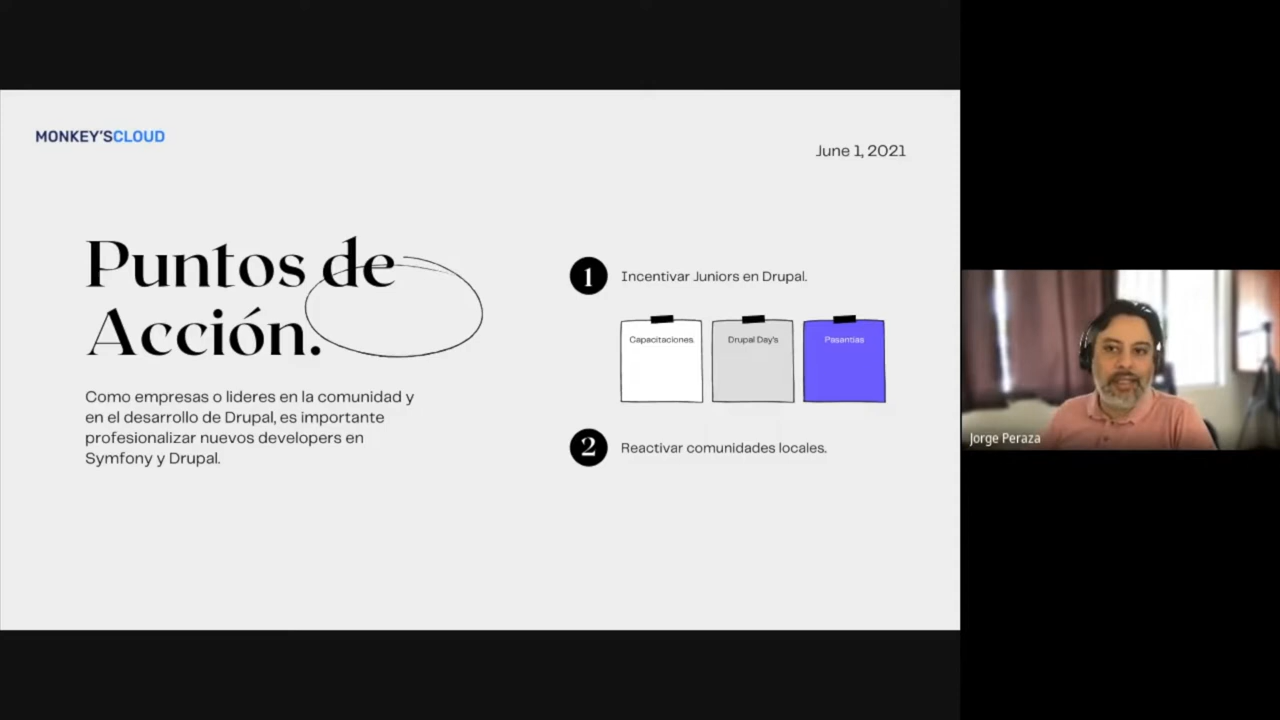 MONKEY'SCLOUD
June 1, 2021
Puntos de
Acción.
Como empresas o lideres en la comunidad y
en el desarrollo de Drupal, es importante
profesionalizar nuevos developers en
Symfony y Drupal.
1 Incentivar Juniors en Drupal.
Capacitaciones.
Drupal Day's
Pasantias
2 Reactivar comunidades locales.
Jorge Peraza